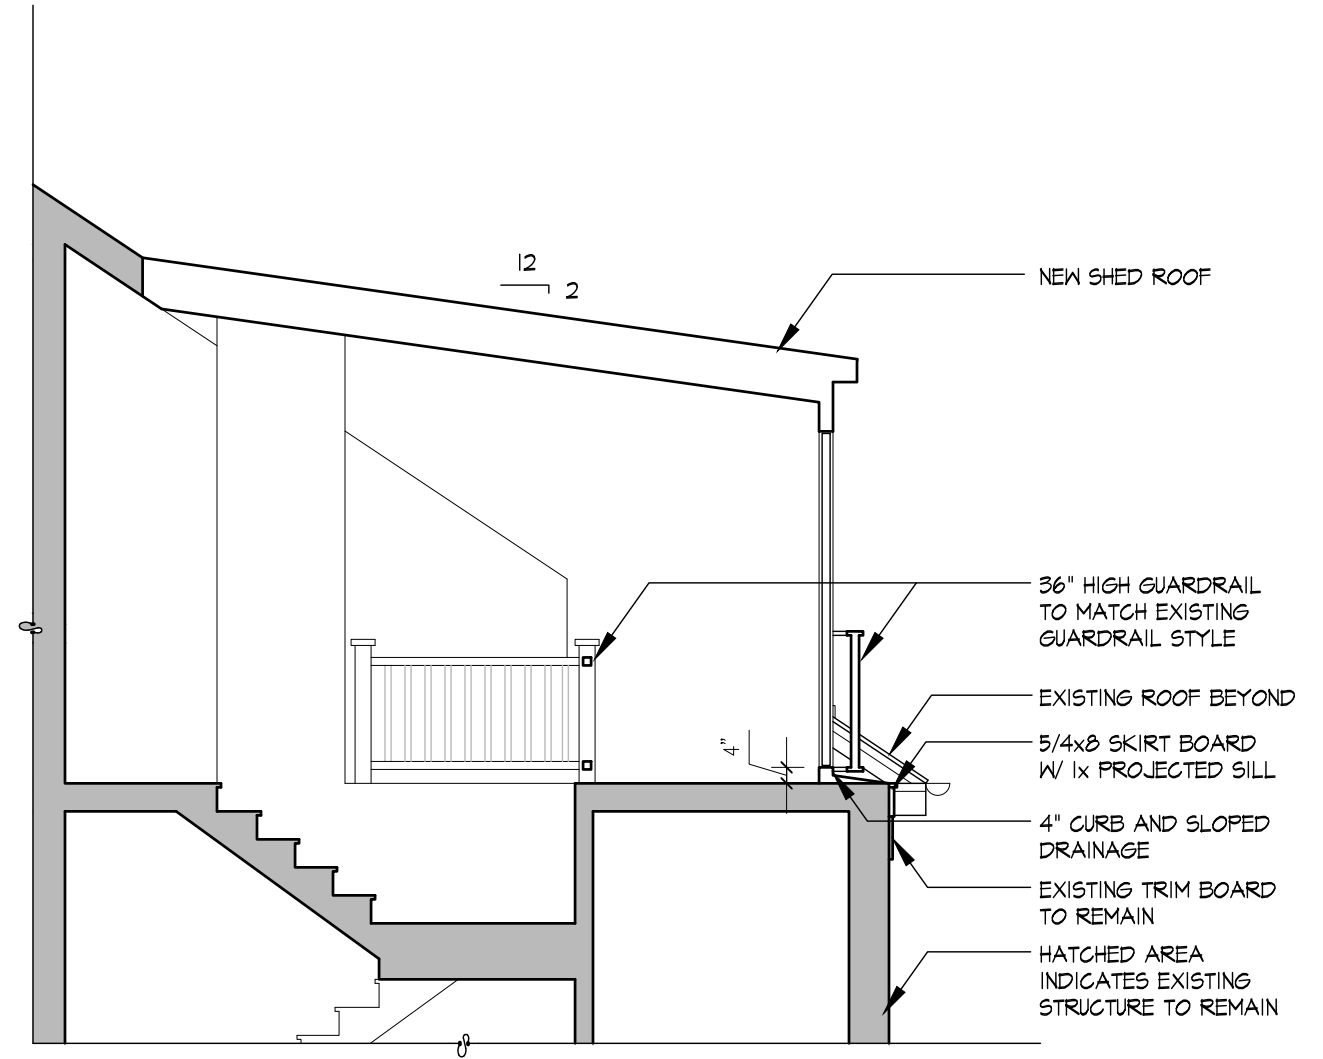 12
2
NEW SHED ROOF
36" HIGH GUARDRAIL
TO MATCH EXISTING
GUARDRAIL STYLE
EXISTING ROOF BEYOND
4"
5/4x8 SKIRT BOARD
W/ 1x PROJECTED SILL
4" CURB AND SLOPED
DRAINAGE
EXISTING TRIM BOARD
TO REMAIN
HATCHED AREA
INDICATES EXISTING
STRUCTURE TO REMAIN